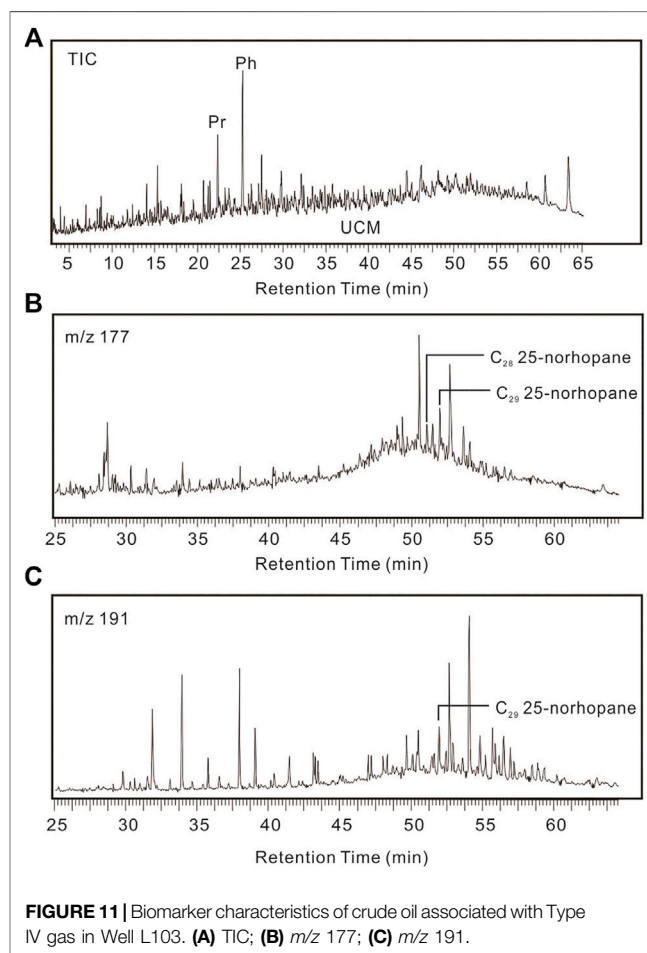 A
TIC
Ph
Pr
UCM
5 10 15 20 25 30 35 40 45 50 55 60 65
Retention Time (min)
B
m/z 177
C₂₈ 25-norhopane
C₂₉ 25-norhopane
25 30 35 40 45 50 55 60
Retention Time (min)
C
m/z 191
C₂₉ 25-norhopane
25 30 35 40 45 50 55 60
Retention Time (min)
FIGURE 11 | Biomarker characteristics of crude oil associated with Type
IV gas in Well L103. (A) TIC; (B) m/z 177; (C) m/z 191.